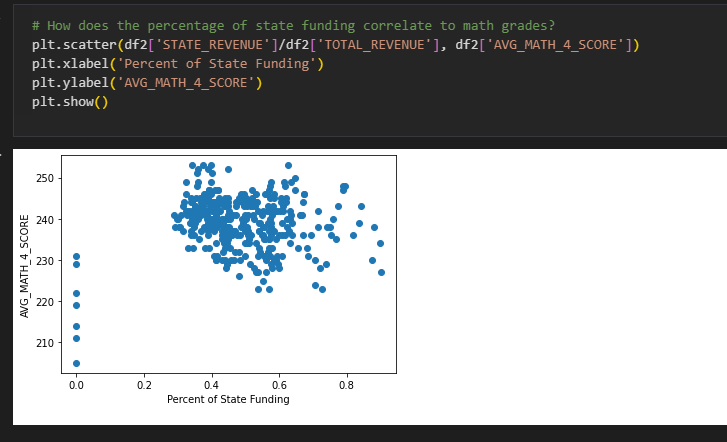 # How does the percentage of state funding correlate to math grades?
plt.scatter(df2['STATE_REVENUE']/df2['TOTAL_REVENUE'], df2['AVG_MATH_4_SCORE'])
plt.xlabel('Percent of State Funding')
plt.ylabel('AVG_MATH_4_SCORE')
plt.show()
250
240
230
220
210
AVG_MATH_4_SCORE
0.0 0.2 0.4 0.6 0.8
Percent of State Funding